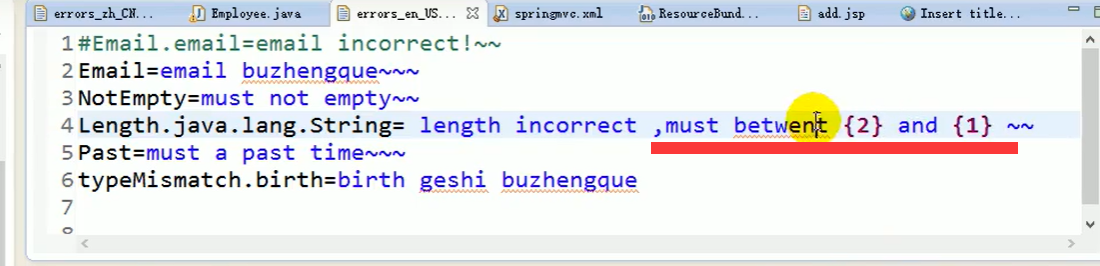 errors_zh_CN... Employee.java errors_en_US... springmvc.xml ResourceBund... add.jsp Insert title...
1 #Email.email=email incorrect!~~
2 Email=email buzhengque~~~
3 NotEmpty=must not empty~~
4 Length.java.lang.String= length incorrect ,must betwent {2} and {1} ~~
5 Past=must a past time~~~
6 typeMismatch.birth=birth geshi buzhengque
7
8